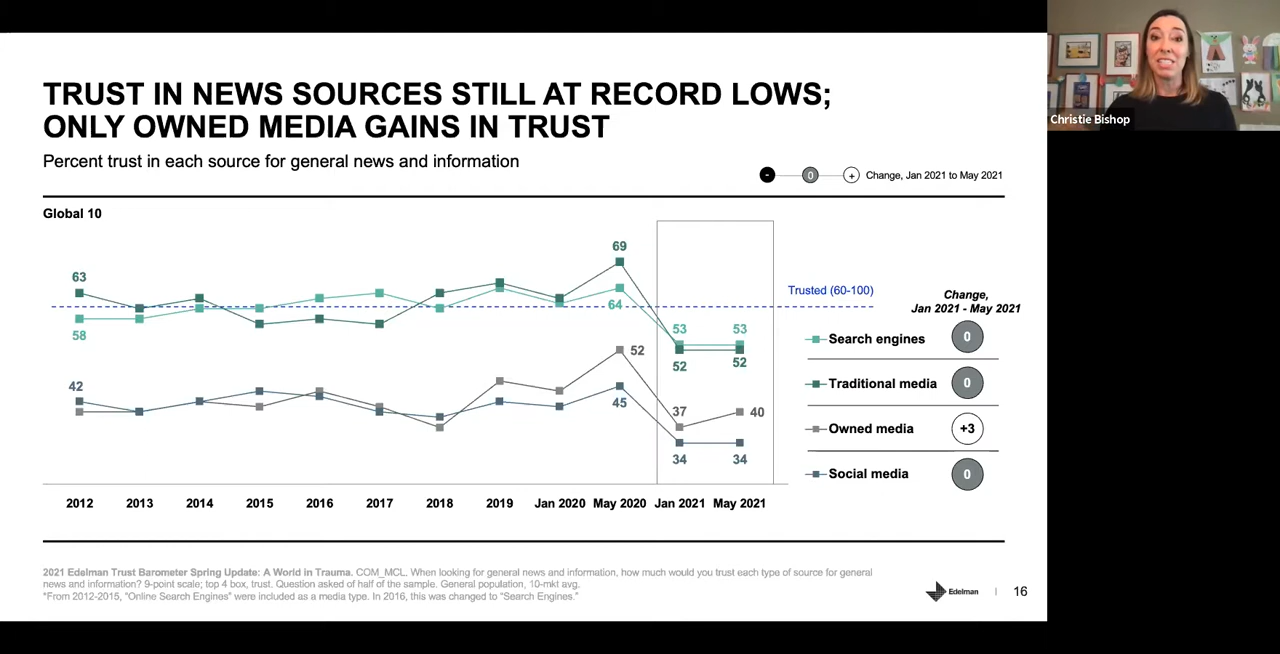 TRUST IN NEWS SOURCES STILL AT RECORD LOWS;
ONLY OWNED MEDIA GAINS IN TRUST
Percent trust in each source for general news and information
- 0 + Change, Jan 2021 to May 2021
Global 10
63
58
42
69
64
52
45
53
52
37
34
53
52
40
34
Trusted (60-100)
Change,
Jan 2021 - May 2021
Search engines 0
Traditional media 0
Owned media +3
Social media 0
2012 2013 2014 2015 2016 2017 2018 2019 Jan 2020 May 2020 Jan 2021 May 2021
2021 Edelman Trust Barometer Spring Update: A World in Trauma. COM_MCL. When looking for general news and information, how much would you trust each type of source for general
news and information? 9-point scale; top 4 box, trust. Question asked of half of the sample. General population, 10-mkt avg.
*From 2012-2015, "Online Search Engines" were included as a media type. In 2016, this was changed to "Search Engines."
Edelman | 16
Christie Bishop